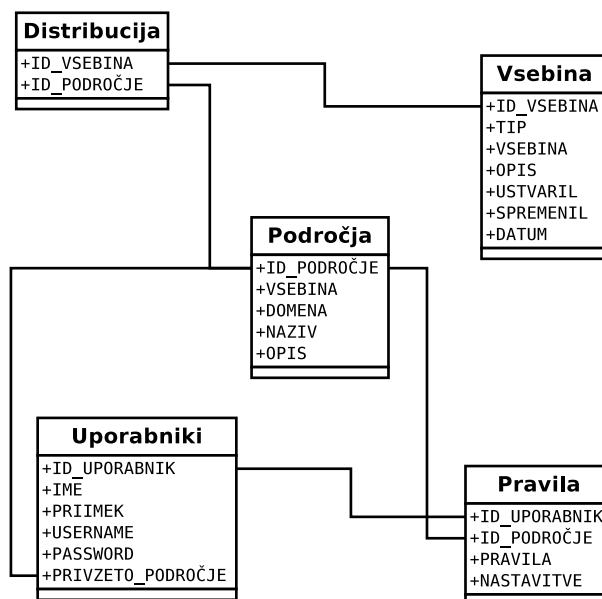 Distribucija
+ID_VSEBINA
+ID_PODROČJE
Vsebina
+ID_VSEBINA
+TIP
+VSEBINA
+OPIS
+USTVARIL
+SPREMENIL
+DATUM
Področja
+ID_PODROČJE
+VSEBINA
+DOMENA
+NAZIV
+OPIS
Uporabniki
+ID_UPORABNIK
+IME
+PRIIMEK
+USERNAME
+PASSWORD
+PRIVZETO_PODROČJE
Pravila
+ID_UPORABNIK
+ID_PODROČJE
+PRAVILA
+NASTAVITVE